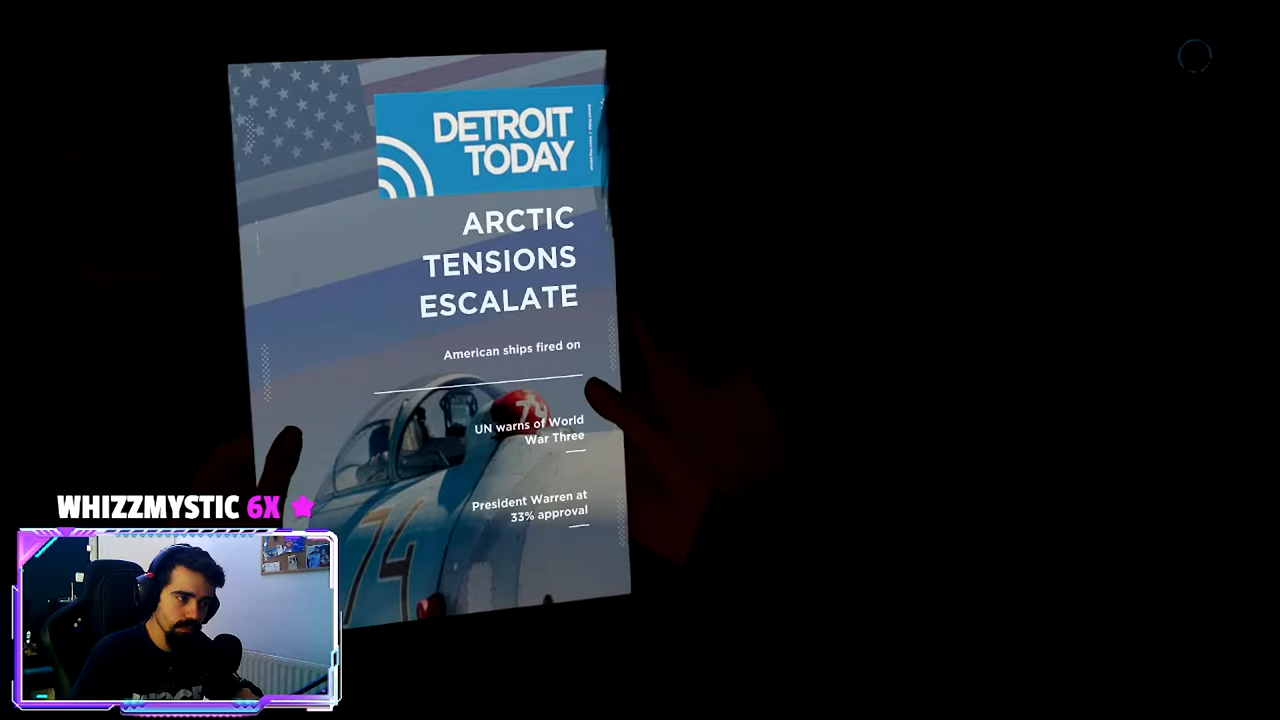 DETROIT
TODAY
ARCTIC
TENSIONS
ESCALATE
American ships fired on
74
UN warns of World
War Three
President Warren at
33% approval
74
WHIZZMYSTIC 6X